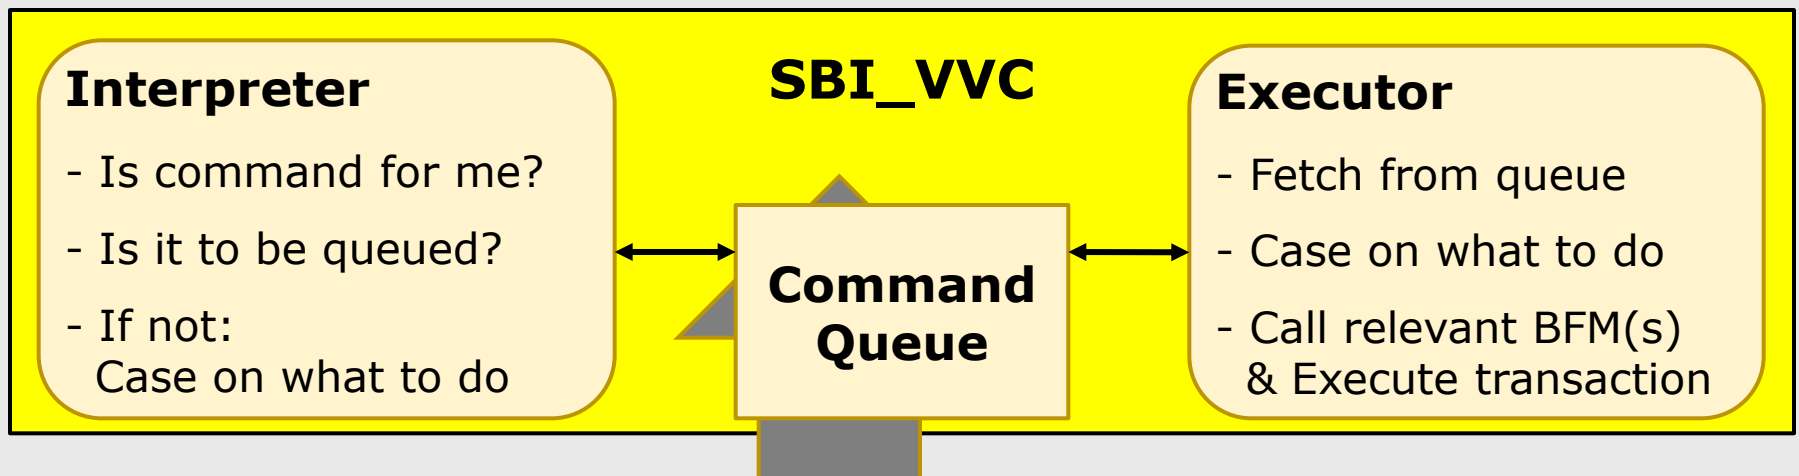 Interpreter
- Is command for me?
- Is it to be queued?
- If not:
Case on what to do
SBI_VVC
Command
Queue
Executor
- Fetch from queue
- Case on what to do
- Call relevant BFM(s)
& Execute transaction